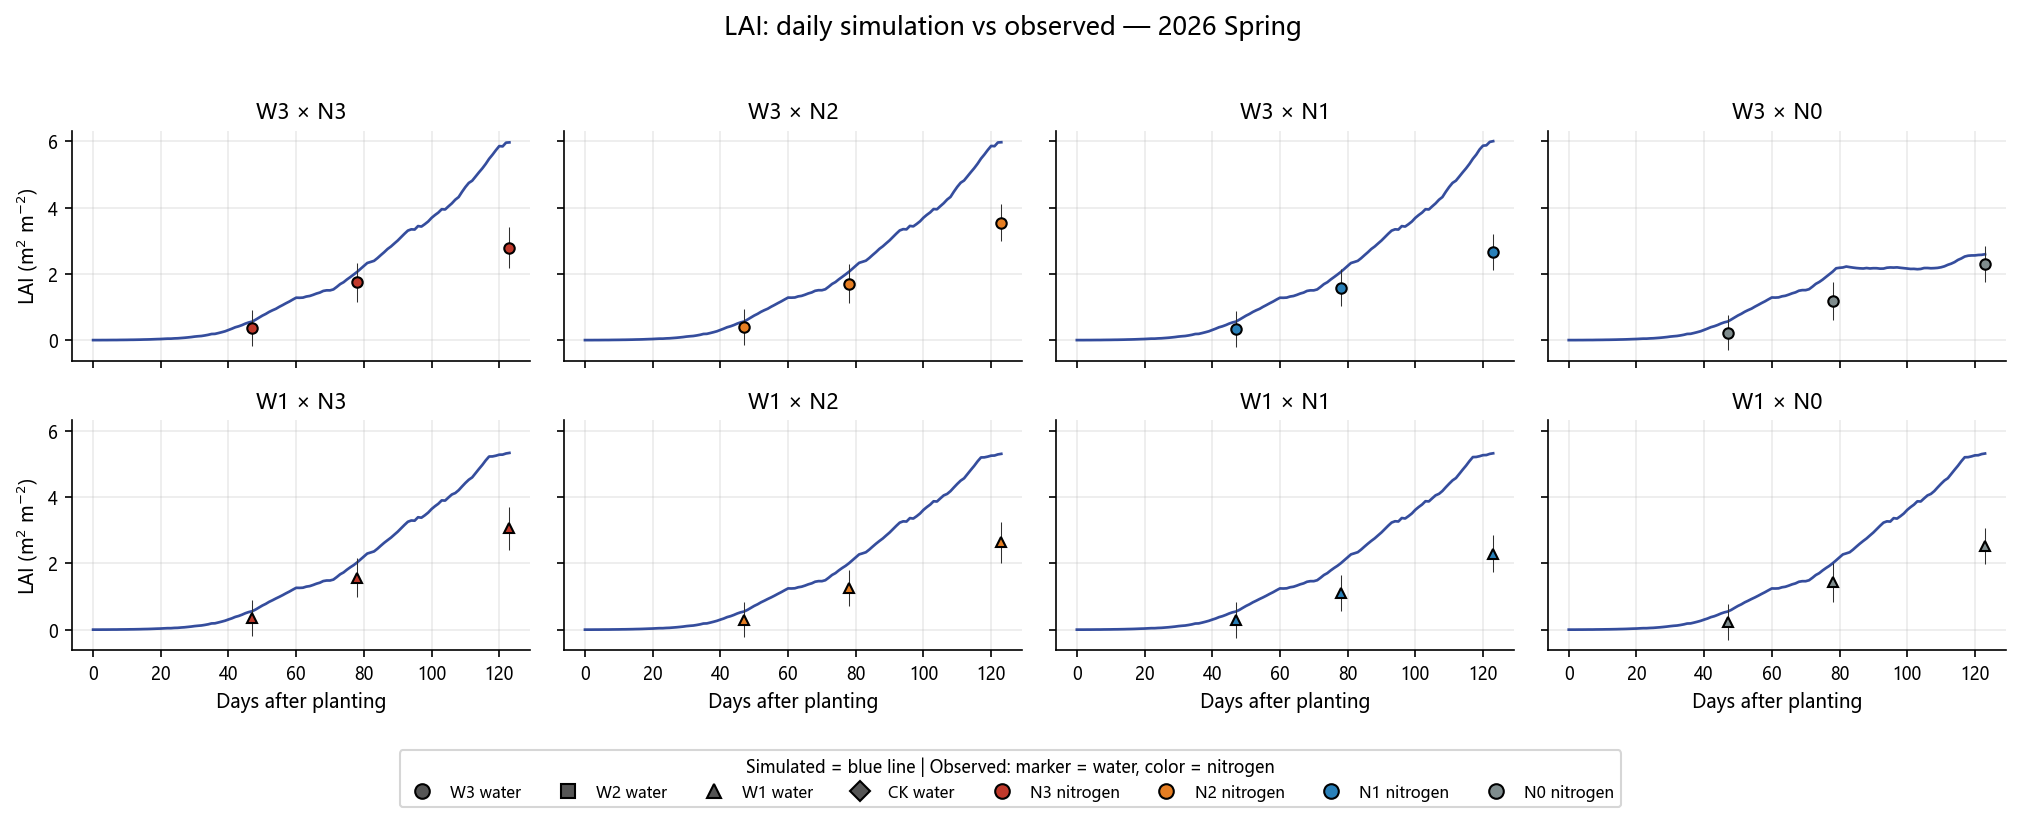 LAI: daily simulation vs observed — 2026 Spring
W3 × N3
W3 × N2
W3 × N1
W3 × N0
LAI (m² m⁻²)
6
4
2
0
W1 × N3
W1 × N2
W1 × N1
W1 × N0
LAI (m² m⁻²)
6
4
2
0
0 20 40 60 80 100 120
0 20 40 60 80 100 120
0 20 40 60 80 100 120
0 20 40 60 80 100 120
Days after planting
Days after planting
Days after planting
Days after planting
Simulated = blue line | Observed: marker = water, color = nitrogen
W3 water W2 water W1 water CK water N3 nitrogen N2 nitrogen N1 nitrogen N0 nitrogen